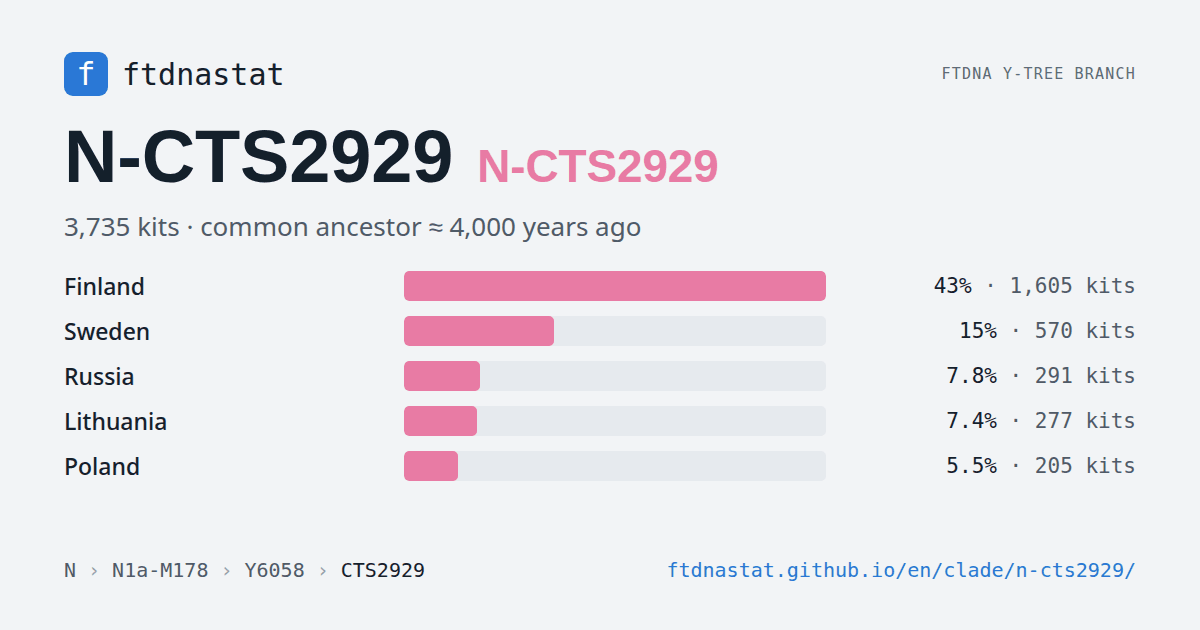 f ftdnastat
FTDNA Y-TREE BRANCH
N-CTS2929 N-CTS2929
3,735 kits · common ancestor ≈ 4,000 years ago
Finland 43% · 1,605 kits
Sweden 15% · 570 kits
Russia 7.8% · 291 kits
Lithuania 7.4% · 277 kits
Poland 5.5% · 205 kits
N › N1a-M178 › Y6058 › CTS2929
ftdnastat.github.io/en/clade/n-cts2929/